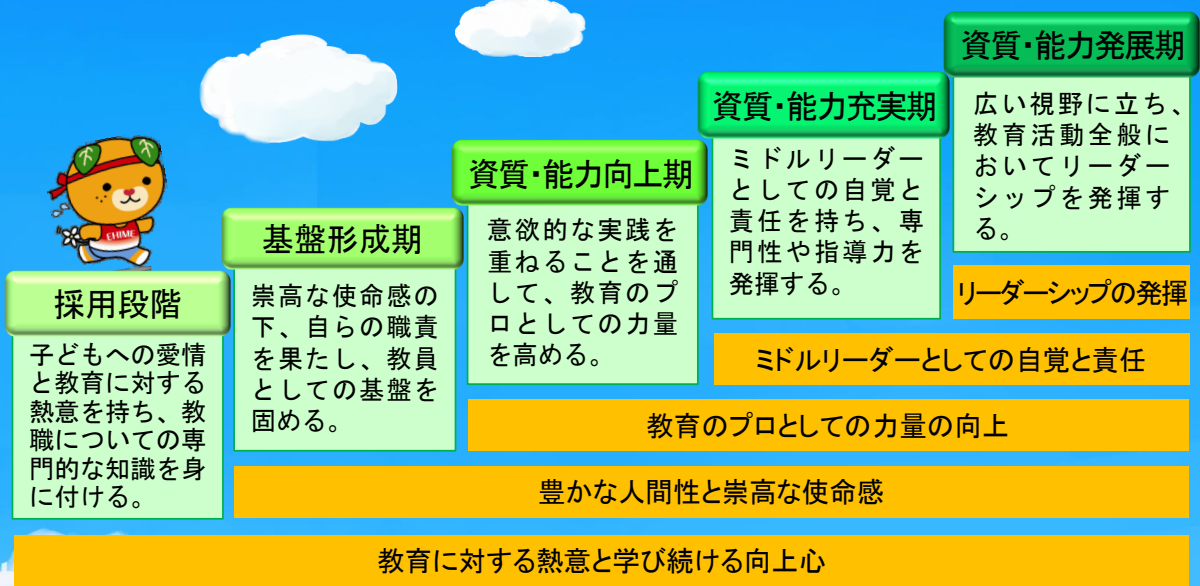 採用段階
子どもへの愛情
と教育に対する
熱意を持ち、教
職についての専
門的な知識を身
に付ける。
基盤形成期
崇高な使命感の
下、自らの職責
を果たし、教員
としての基盤を
固める。
資質・能力向上期
意欲的な実践を
重ねることを通
して、教育のプ
ロとしての力量
を高める。
資質・能力充実期
ミドルリーダー
としての自覚と
責任を持ち、専
門性や指導力を
発揮する。
資質・能力発展期
広い視野に立ち、
教育活動全般に
おいてリーダー
シップを発揮す
る。
リーダーシップの発揮
ミドルリーダーとしての自覚と責任
教育のプロとしての力量の向上
豊かな人間性と崇高な使命感
教育に対する熱意と学び続ける向上心
EHIME